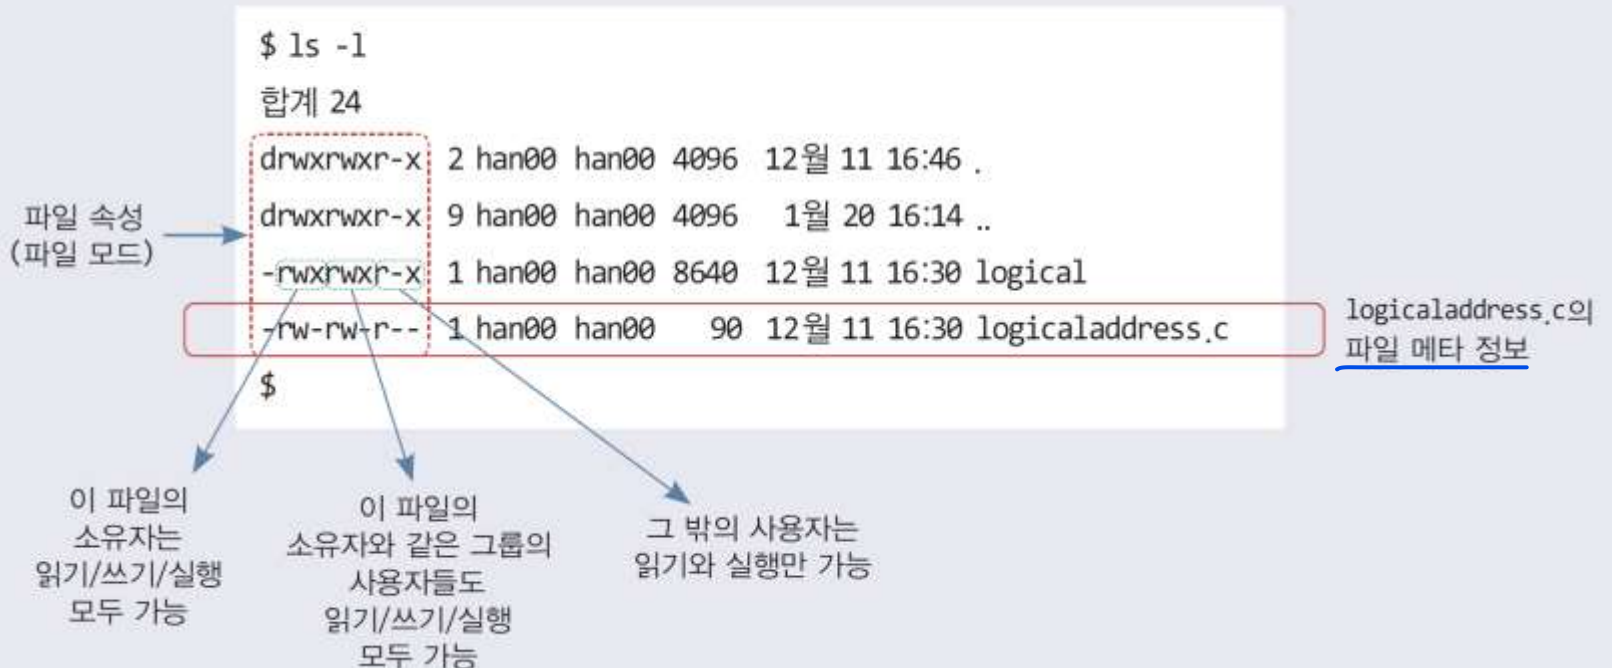 $ ls -l
합계 24
drwxrwxr-x 2 han00 han00 4096 12월 11 16:46 .
drwxrwxr-x 9 han00 han00 4096 1월 20 16:14 ..
-rwxrwxr-x 1 han00 han00 8640 12월 11 16:30 logical
-rw-rw-r-- 1 han00 han00 90 12월 11 16:30 logicaladdress.c
$
파일 속성
(파일 모드)
logicaladdress.c의
파일 메타 정보
이 파일의
소유자는
읽기/쓰기/실행
모두 가능
이 파일의
소유자와 같은 그룹의
사용자들도
읽기/쓰기/실행
모두 가능
그 밖의 사용자는
읽기와 실행만 가능